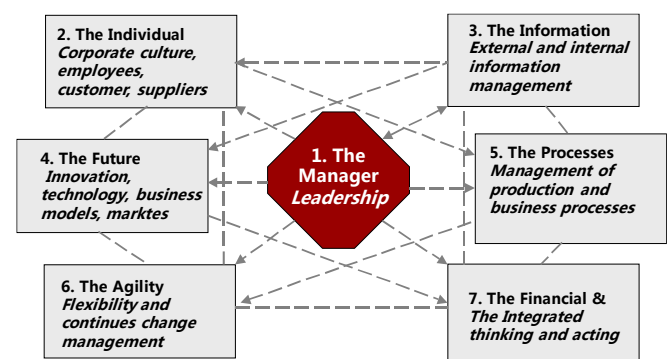 2. The Individual
Corporate culture,
employees,
customer, suppliers
3. The Information
External and internal
information
management
1. The
Manager
Leadership
4. The Future
Innovation,
technology, business
models, marktes
5. The Processes
Management of
production and
business processes
6. The Agility
Flexibility and
continues change
management
7. The Financial &
The Integrated
thinking and acting